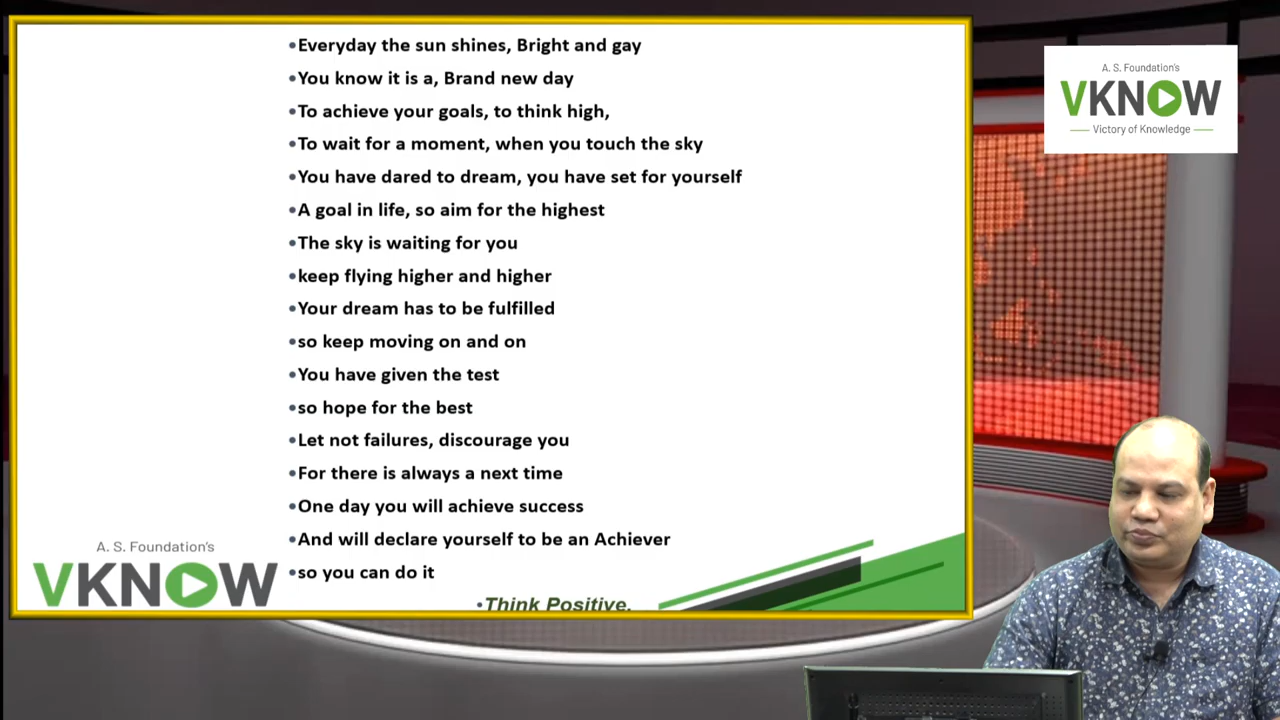 •Everyday the sun shines, Bright and gay
•You know it is a, Brand new day
•To achieve your goals, to think high,
•To wait for a moment, when you touch the sky
•You have dared to dream, you have set for yourself
•A goal in life, so aim for the highest
•The sky is waiting for you
•keep flying higher and higher
•Your dream has to be fulfilled
•so keep moving on and on
•You have given the test
•so hope for the best
•Let not failures, discourage you
•For there is always a next time
•One day you will achieve success
•And will declare yourself to be an Achiever
•so you can do it
•Think Positive.
A. S. Foundation's
VKNOW
A. S. Foundation's
VKNOW
Victory of Knowledge